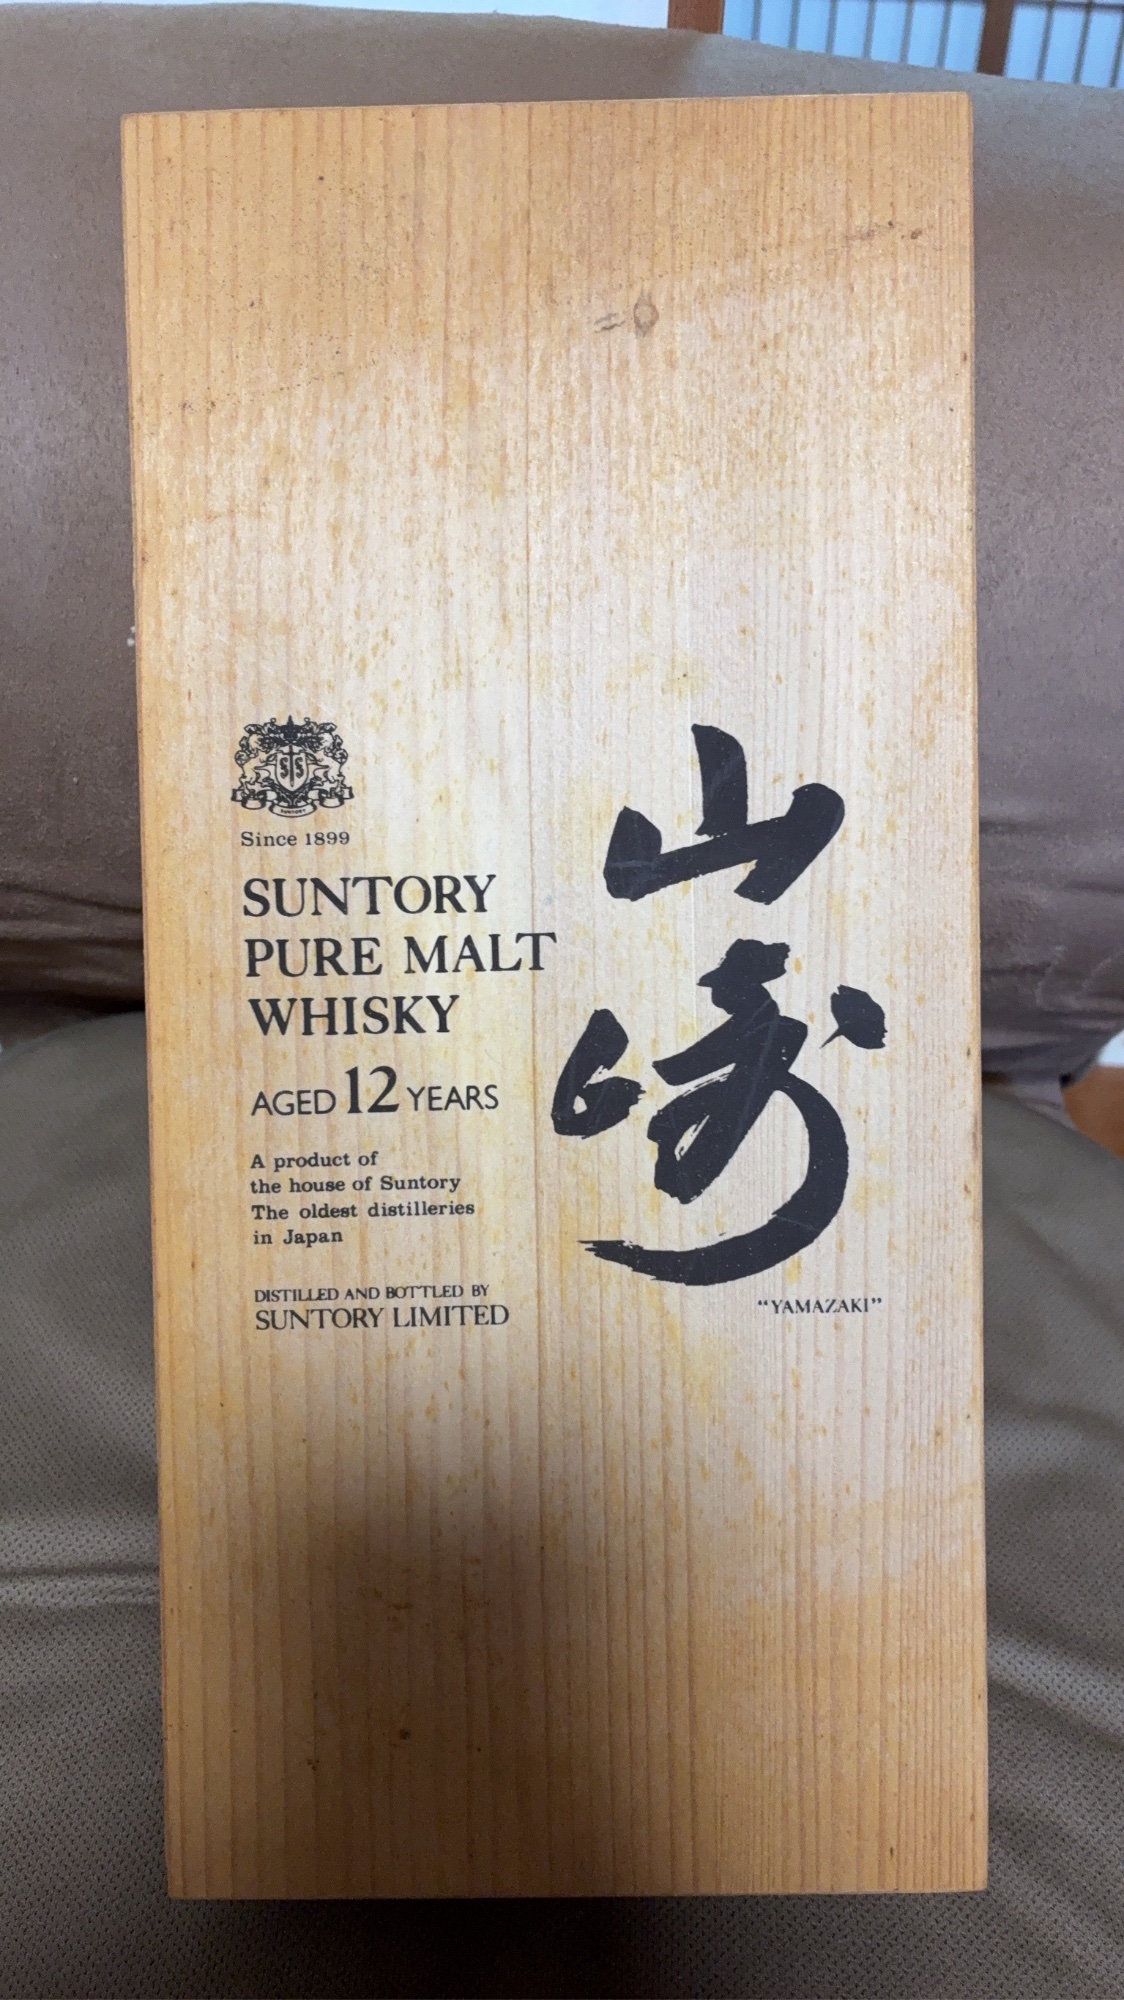 SUNTORY
Since 1899
SUNTORY
PURE MALT
WHISKY
AGED 12 YEARS
A product of
the house of Suntory
The oldest distilleries
in Japan
DISTILLED AND BOTTLED BY
SUNTORY LIMITED
山崎
“YAMAZAKI”